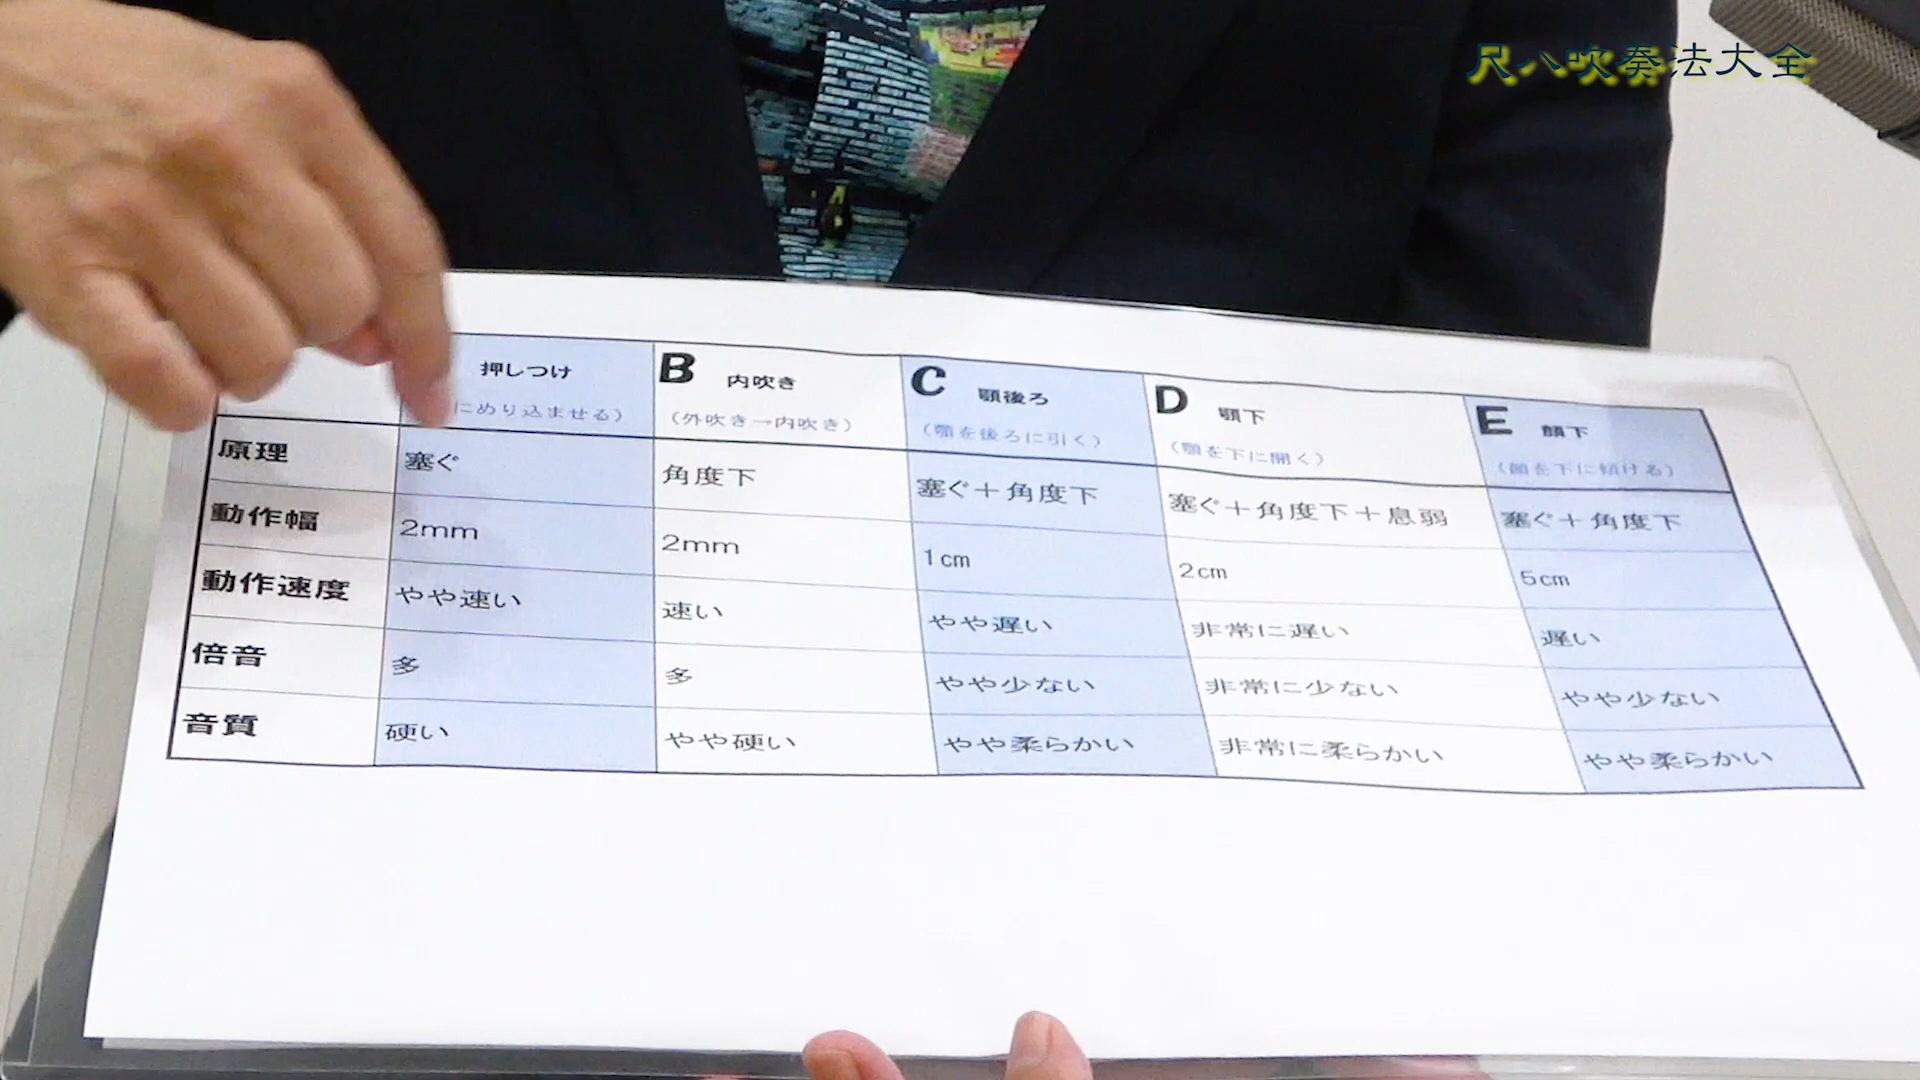 尺八吹奏法大全
押しつけ B 内吹き C 顎後ろ D 顎下 E 顔下
にめり込ませる） （外吹き→内吹き） （顎を後ろに引く） （顎を下に開く） （顔を下に傾ける）
原理 塞ぐ 角度下 塞ぐ＋角度下 塞ぐ＋角度下＋息弱 塞ぐ＋角度下
動作幅 2mm 2mm 1cm 2cm 5cm
動作速度 やや速い 速い やや遅い 非常に遅い 遅い
倍音 多 多 やや少ない 非常に少ない やや少ない
音質 硬い やや硬い やや柔らかい 非常に柔らかい やや柔らかい